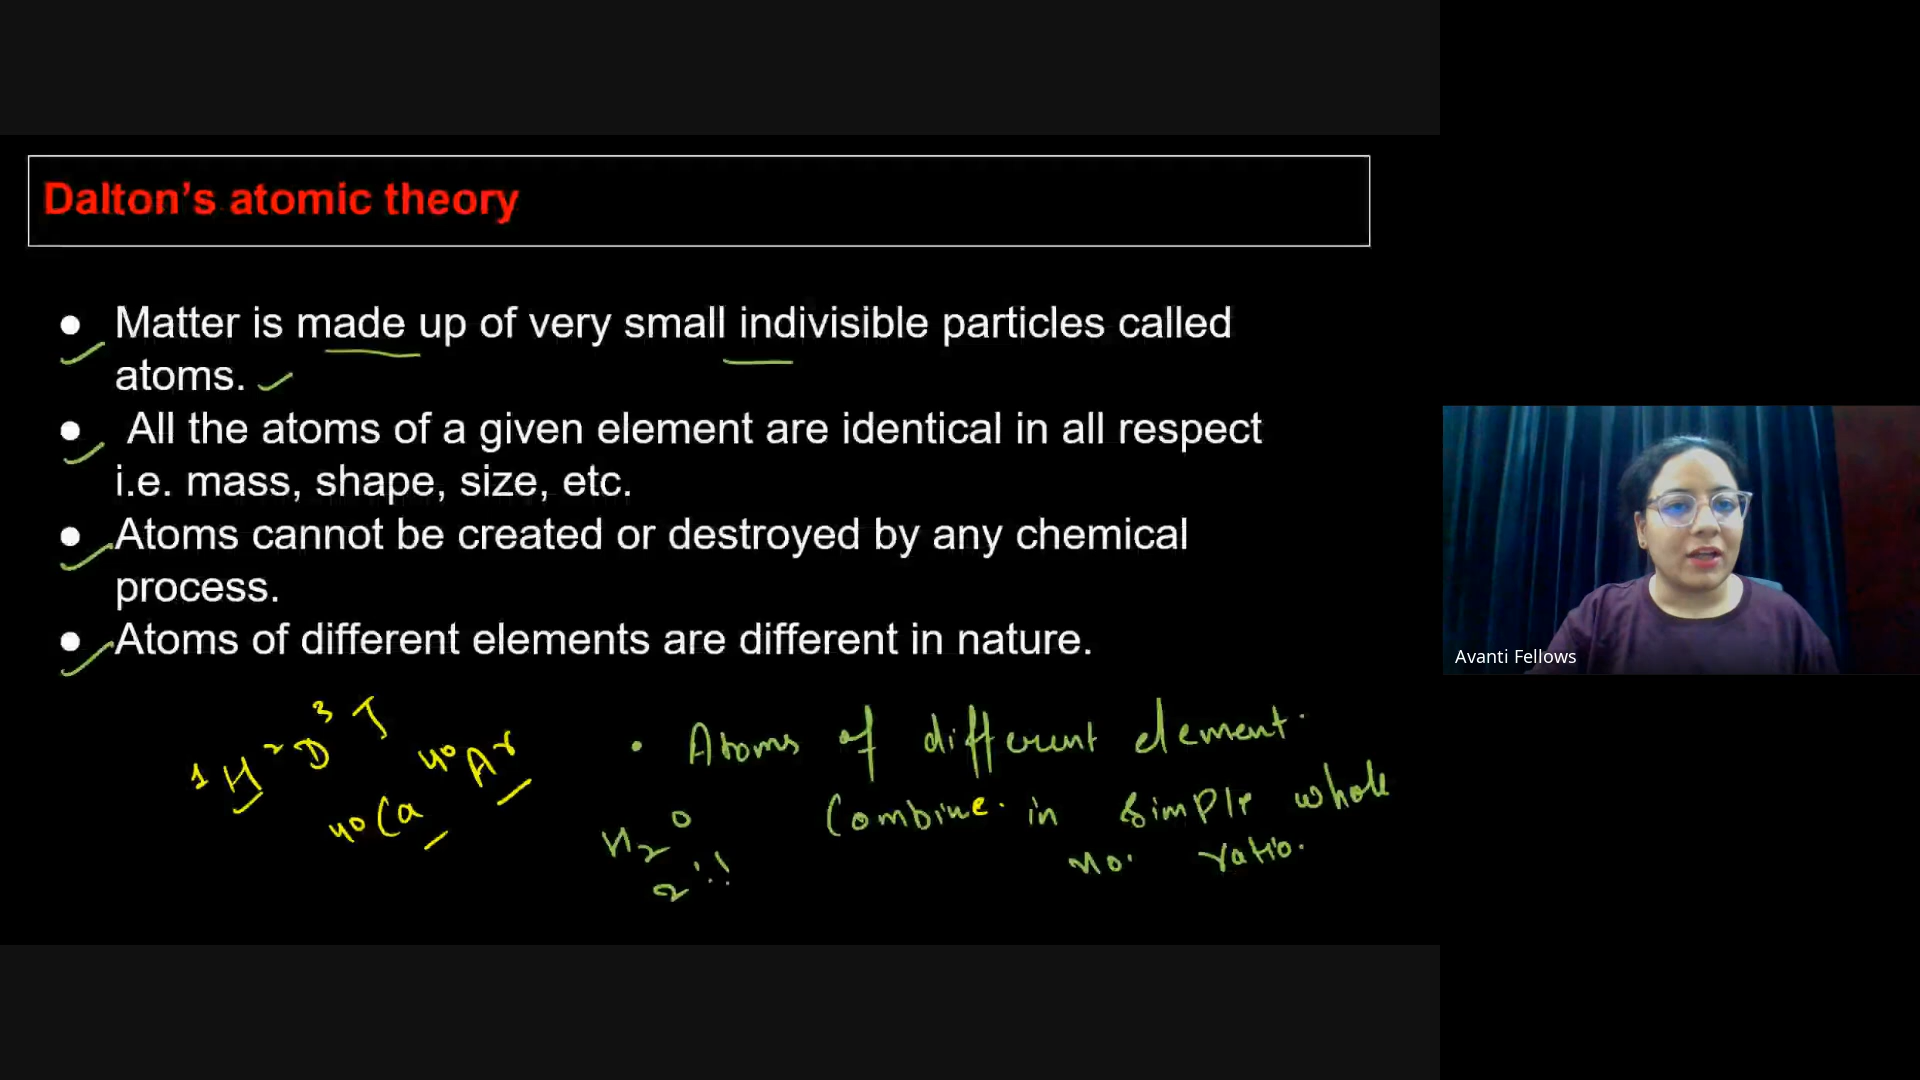 Dalton's atomic theory
● Matter is made up of very small indivisible particles called
atoms.
● All the atoms of a given element are identical in all respect
i.e. mass, shape, size, etc.
● Atoms cannot be created or destroyed by any chemical
process.
● Atoms of different elements are different in nature.
¹H ²D ³T
⁴⁰Ca ⁴⁰Ar
• Atoms of different element.
Combine. in simple whole
no. ratio.
H₂O
2:1
Avanti Fellows